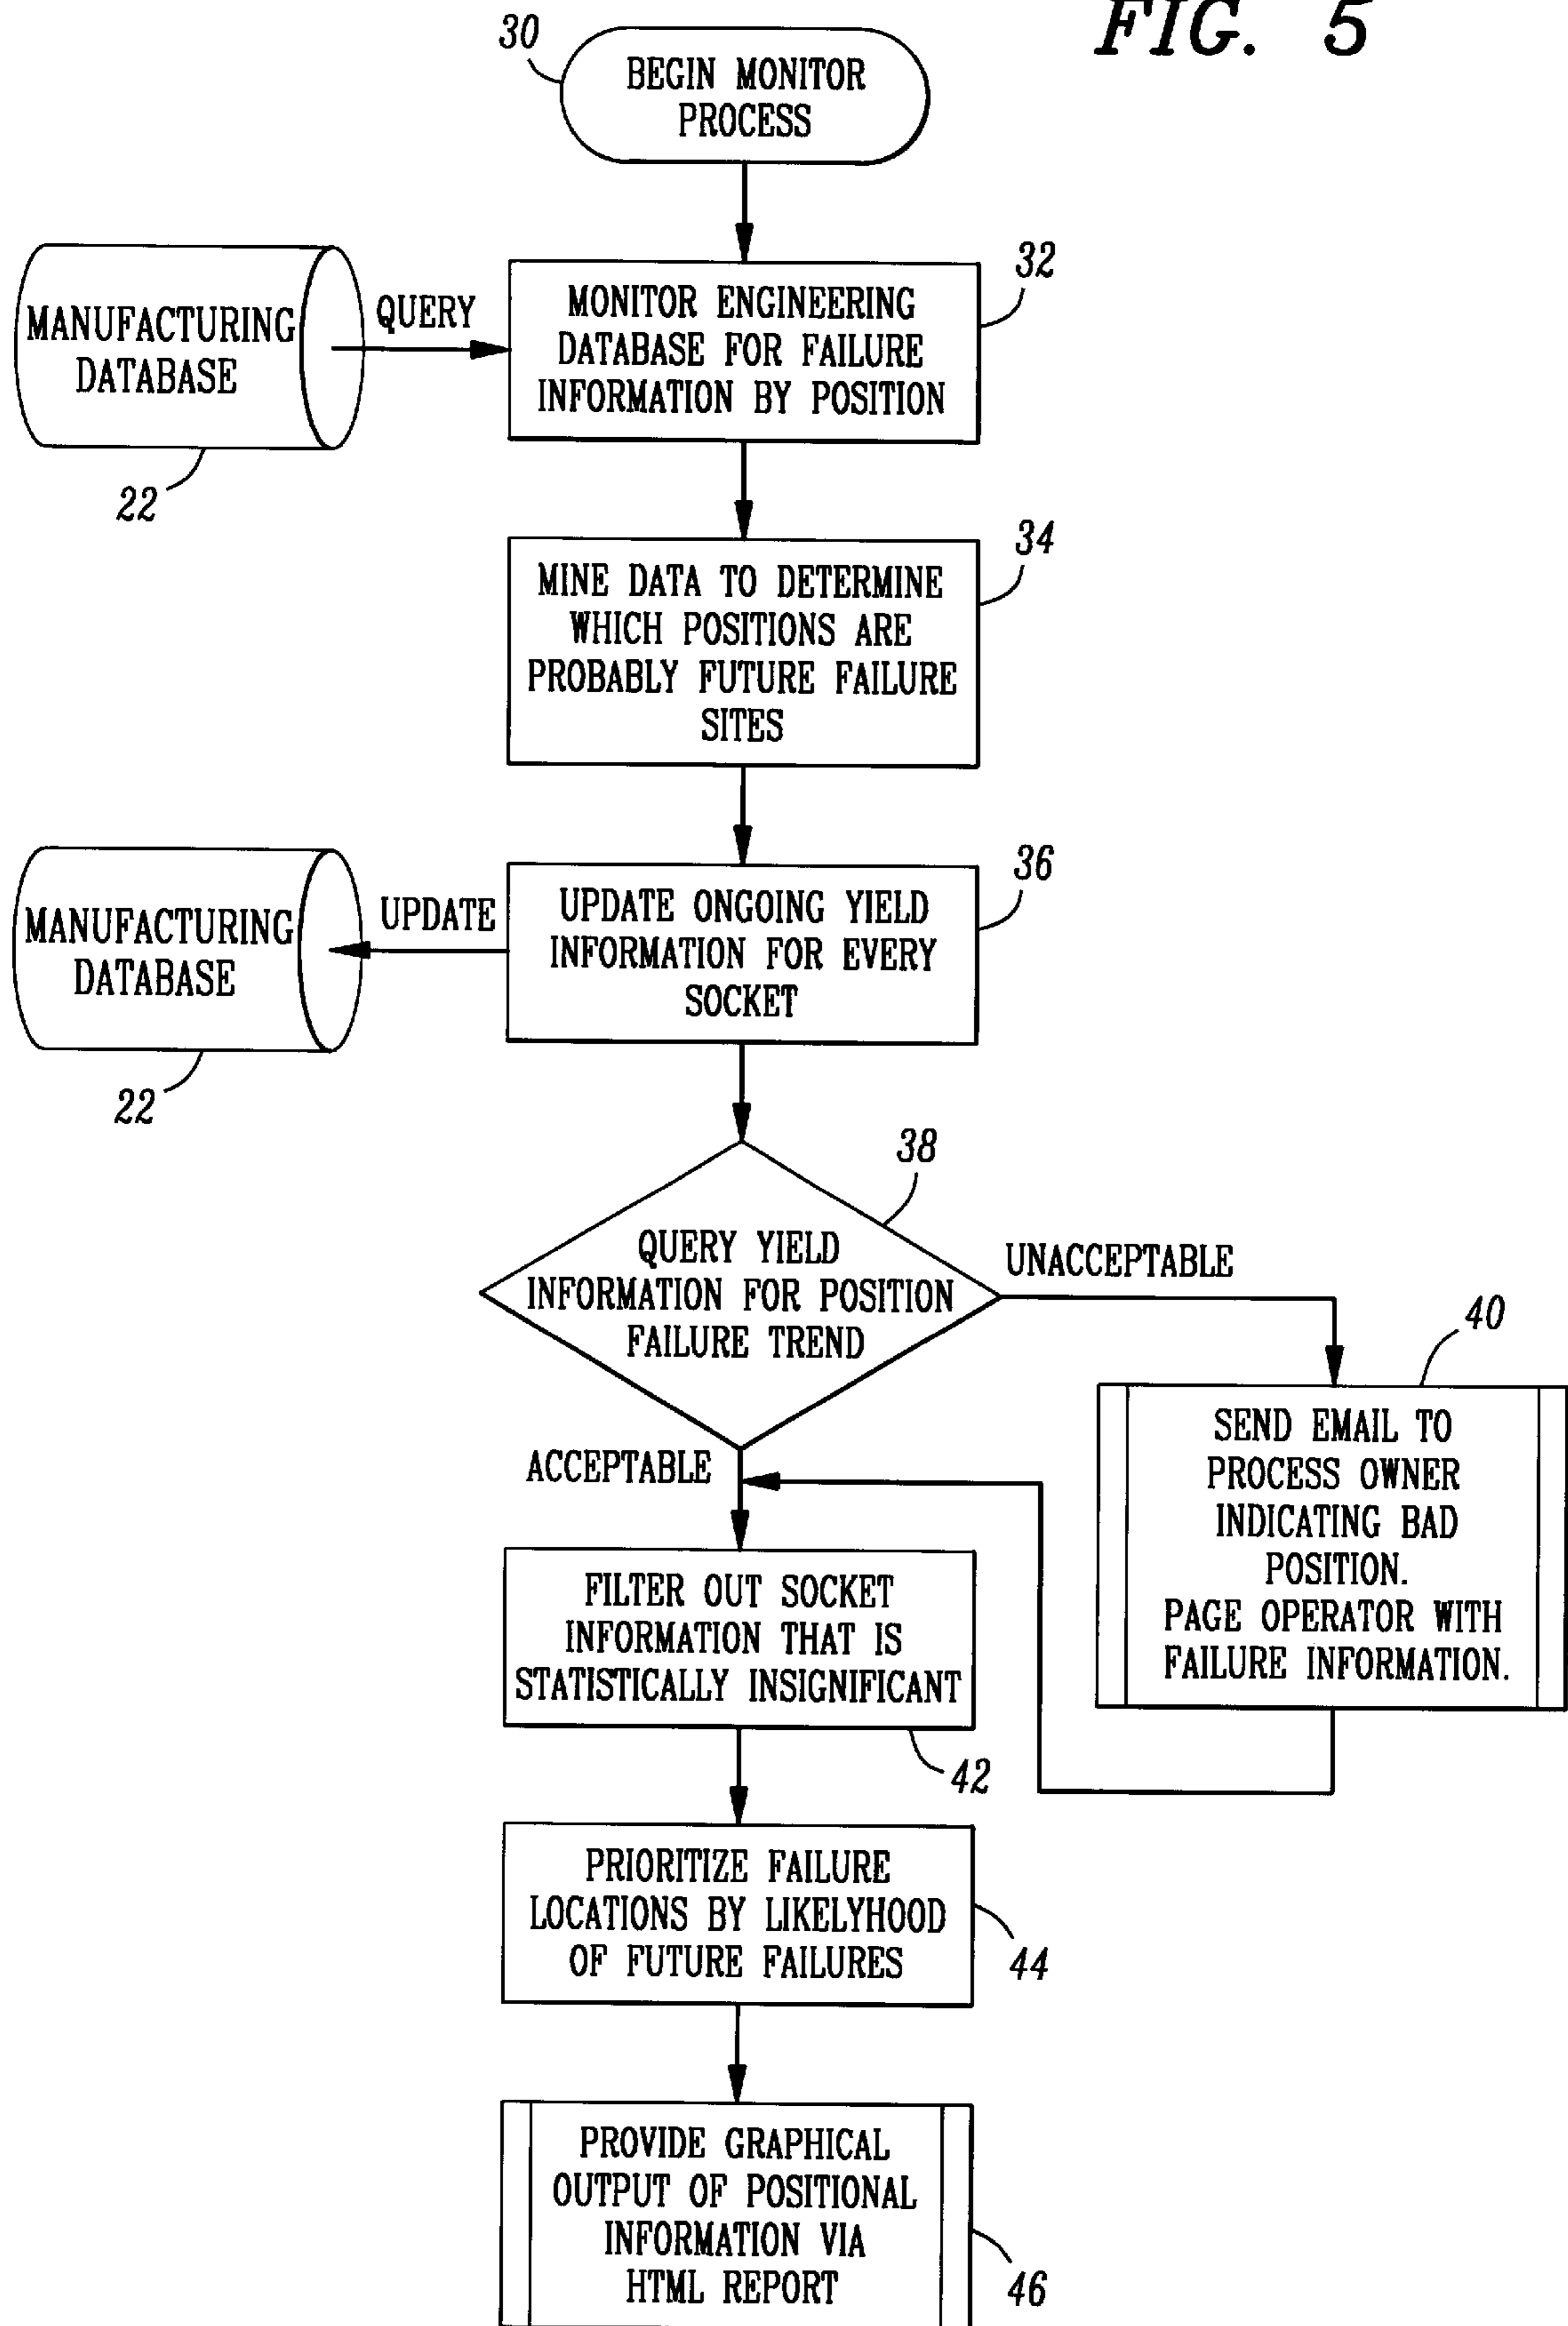 FIG. 5
30
BEGIN MONITOR
PROCESS
MANUFACTURING
DATABASE
22
QUERY
32
MONITOR ENGINEERING
DATABASE FOR FAILURE
INFORMATION BY POSITION
34
MINE DATA TO DETERMINE
WHICH POSITIONS ARE
PROBABLY FUTURE FAILURE
SITES
36
UPDATE ONGOING YIELD
INFORMATION FOR EVERY
SOCKET
UPDATE
MANUFACTURING
DATABASE
22
38
QUERY YIELD
INFORMATION FOR POSITION
FAILURE TREND
UNACCEPTABLE
40
SEND EMAIL TO
PROCESS OWNER
INDICATING BAD
POSITION.
PAGE OPERATOR WITH
FAILURE INFORMATION.
ACCEPTABLE
FILTER OUT SOCKET
INFORMATION THAT IS
STATISTICALLY INSIGNIFICANT
42
PRIORITIZE FAILURE
LOCATIONS BY LIKELYHOOD
OF FUTURE FAILURES
44
PROVIDE GRAPHICAL
OUTPUT OF POSITIONAL
INFORMATION VIA
HTML REPORT
46